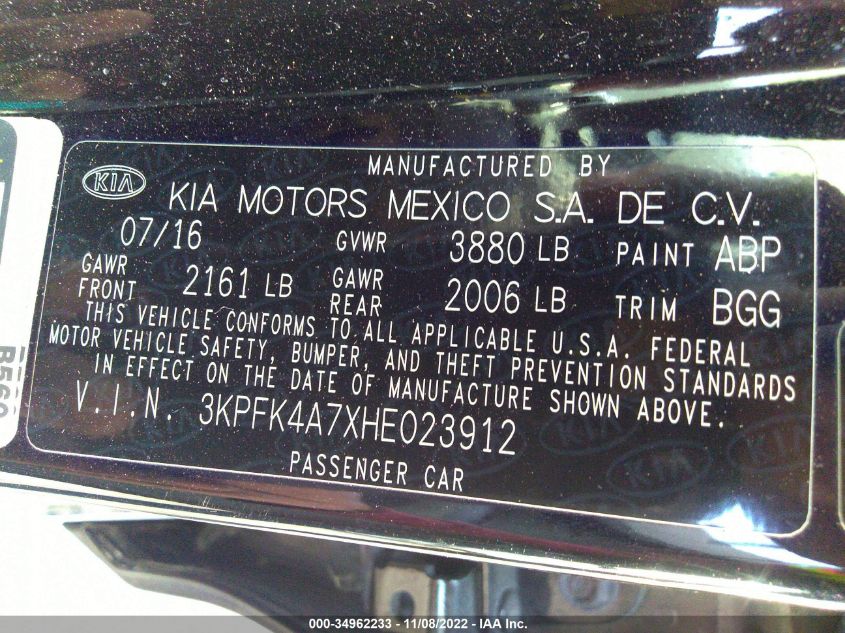 MANUFACTURED BY
KIA KIA MOTORS MEXICO S.A. DE C.V.
07/16 GVWR 3880 LB PAINT ABP
GAWR FRONT 2161 LB GAWR REAR 2006 LB TRIM BGG
THIS VEHICLE CONFORMS TO ALL APPLICABLE U.S.A. FEDERAL
MOTOR VEHICLE SAFETY, BUMPER, AND THEFT PREVENTION STANDARDS
IN EFFECT ON THE DATE OF MANUFACTURE SHOWN ABOVE.
V.I.N. 3KPFK4A7XHE023912
PASSENGER CAR
000-34962233 - 11/08/2022 - IAA Inc.